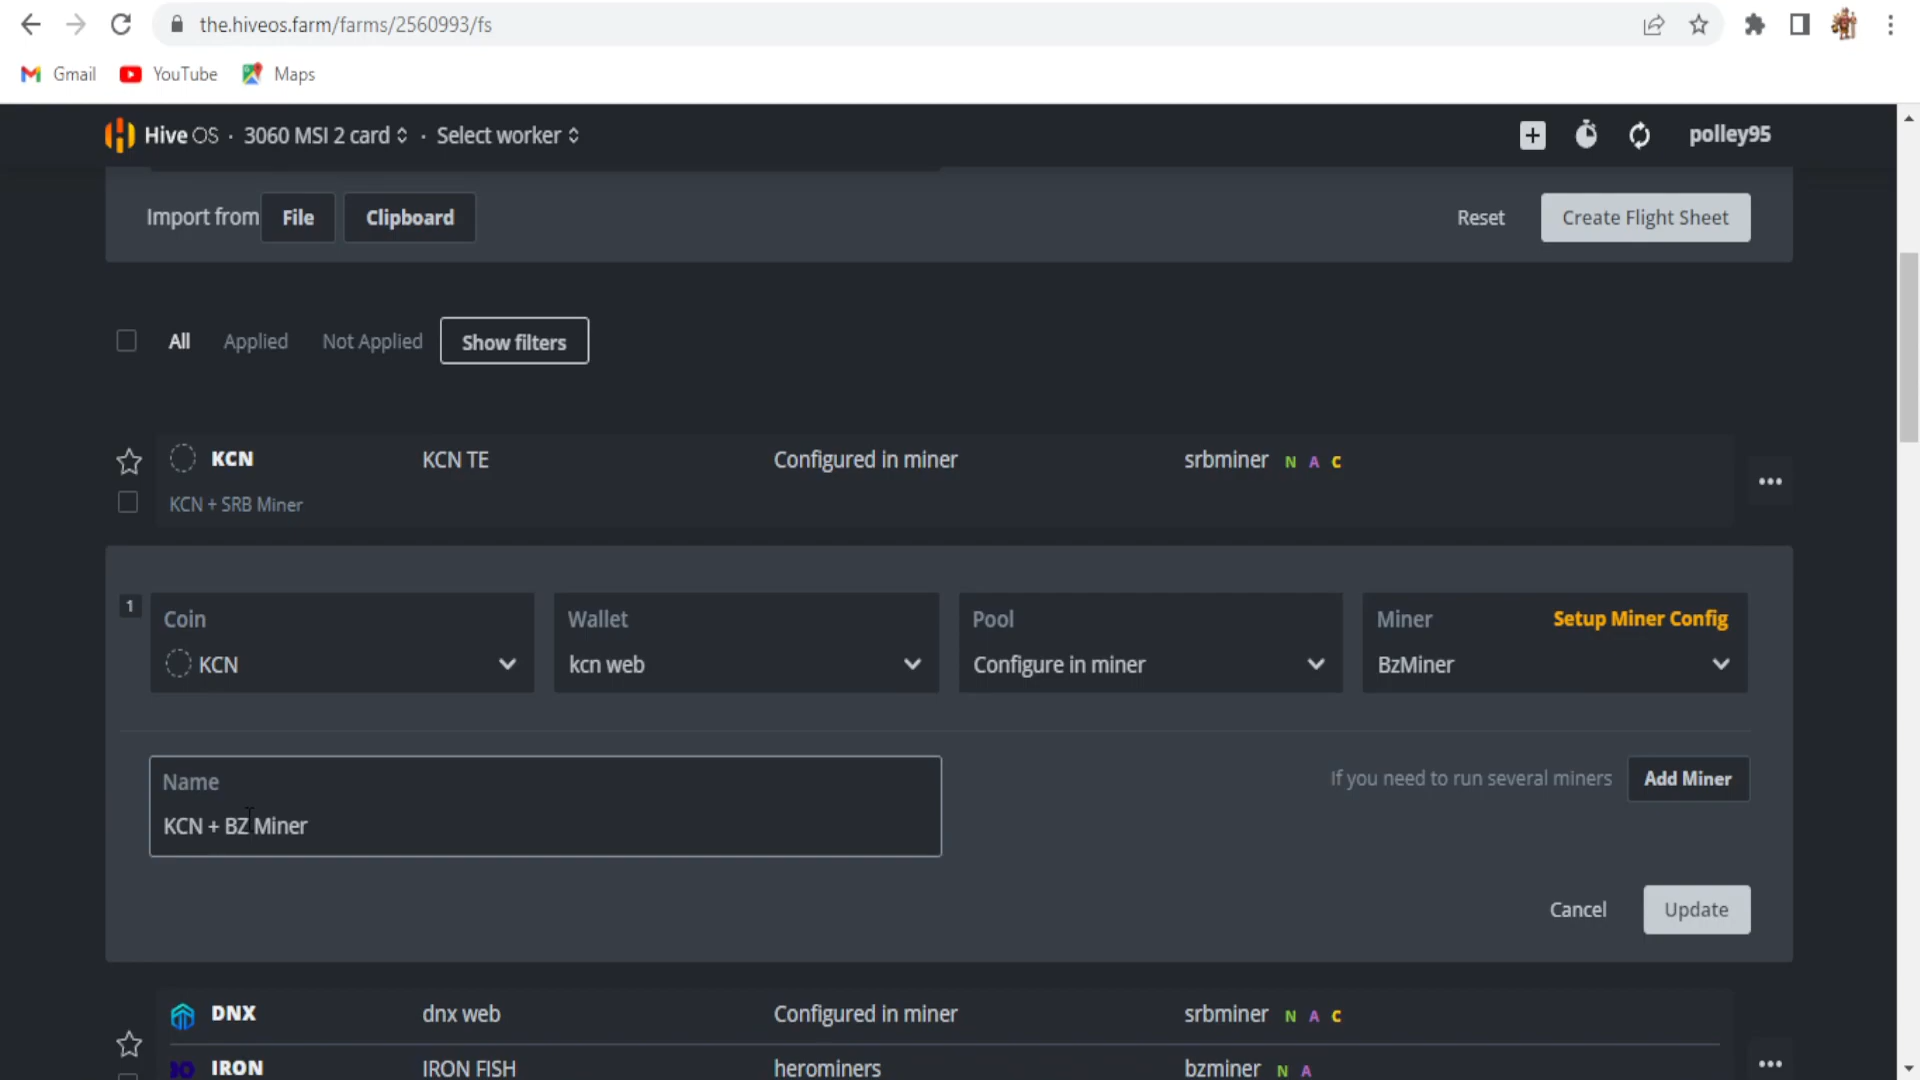 the.hiveos.farm/farms/2560993/fs
Gmail YouTube Maps
Hive OS · 3060 MSI 2 card · Select worker polley95
Import from File Clipboard Reset Create Flight Sheet
All Applied Not Applied Show filters
KCN KCN TE Configured in miner srbminer N A C
KCN + SRB Miner
1 Coin Wallet Pool Miner Setup Miner Config
KCN kcn web Configure in miner BzMiner
Name
If you need to run several miners Add Miner
KCN + BZ Miner
Cancel Update
DNX dnx web Configured in miner srbminer N A C
IRON IRON FISH herominers bzminer N A